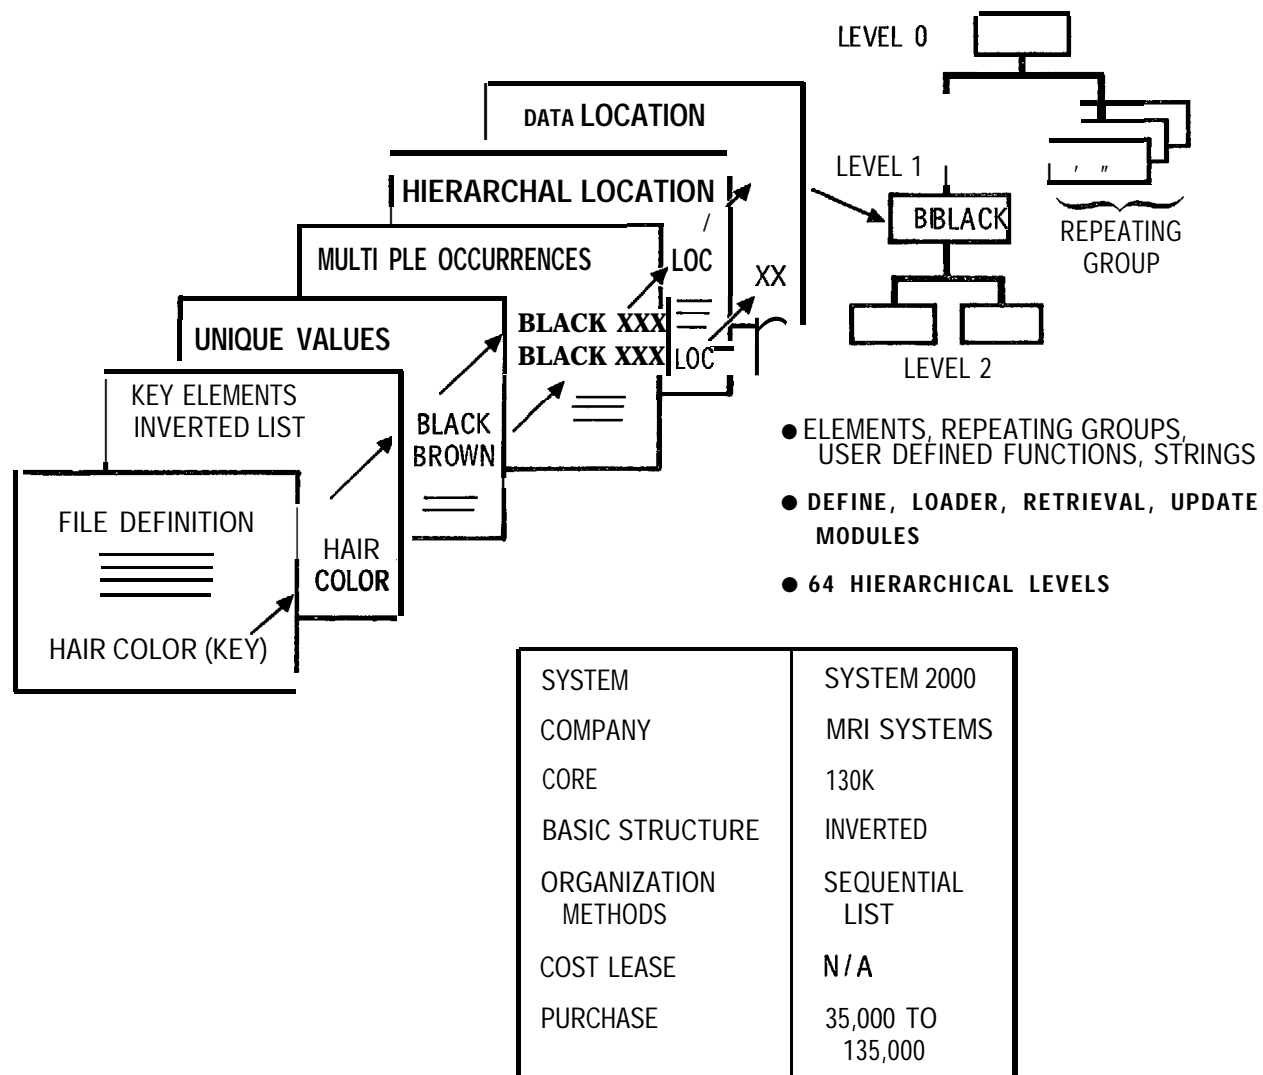 LEVEL 0
DATA LOCATION
HIERARCHAL LOCATION
MULTI PLE OCCURRENCES
UNIQUE VALUES
KEY ELEMENTS
INVERTED LIST
FILE DEFINITION
HAIR COLOR (KEY)
HAIR
COLOR
BLACK
BROWN
BLACK XXX
BLACK XXX
LOC
LOC
XX
LEVEL 1
BLACK
REPEATING
GROUP
LEVEL 2
● ELEMENTS, REPEATING GROUPS,
USER DEFINED FUNCTIONS, STRINGS
● DEFINE, LOADER, RETRIEVAL, UPDATE
MODULES
● 64 HIERARCHICAL LEVELS
SYSTEM SYSTEM 2000
COMPANY MRI SYSTEMS
CORE 130K
BASIC STRUCTURE INVERTED
ORGANIZATION SEQUENTIAL
METHODS LIST
COST LEASE N/A
PURCHASE 35,000 TO
135,000